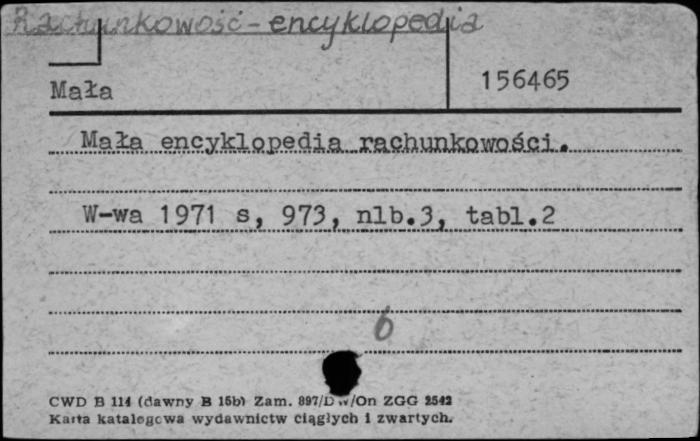 Rachunkowość - encyklopedia
156465
Mała
Mała encyklopedia rachunkowości.
W-wa 1971 s, 973, nlb.3, tabl.2
6
CWD B 114 (dawny B 15b) Zam. 897/DW/On ZGG 2542
Karta katalogowa wydawnictw ciągłych i zwartych.